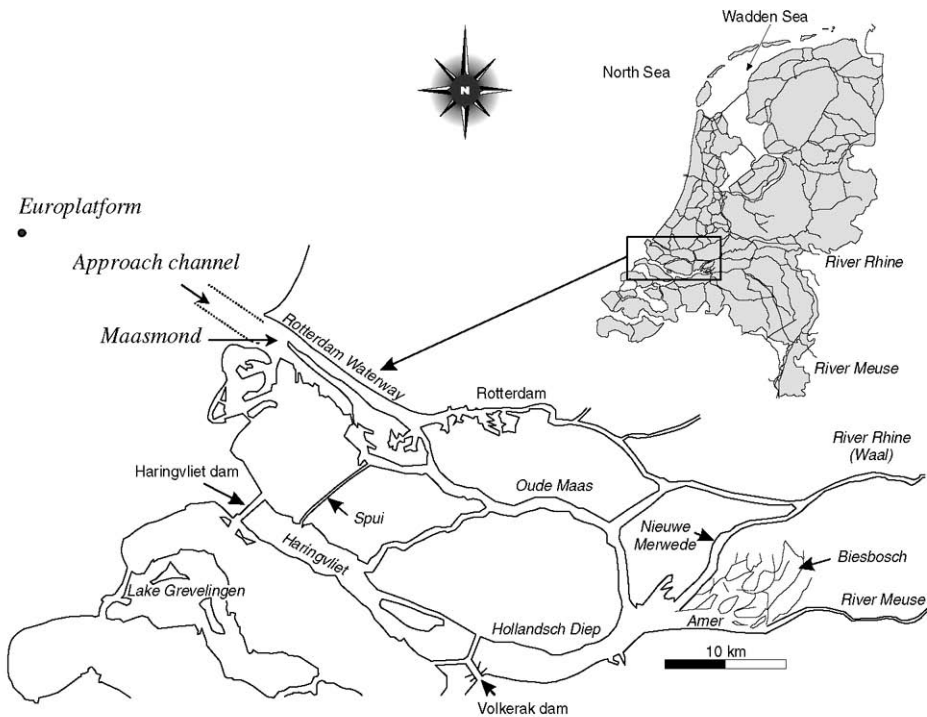 Wadden Sea
North Sea
N
Europlatform
Approach channel
Maasmond
Rotterdam Waterway
River Rhine
River Meuse
Rotterdam
River Rhine
(Waal)
Haringvliet dam
Oude Maas
Spui
Nieuwe
Merwede
Haringvliet
Biesbosch
Lake Grevelingen
River Meuse
Amer
Hollandsch Diep
10 km
Volkerak dam